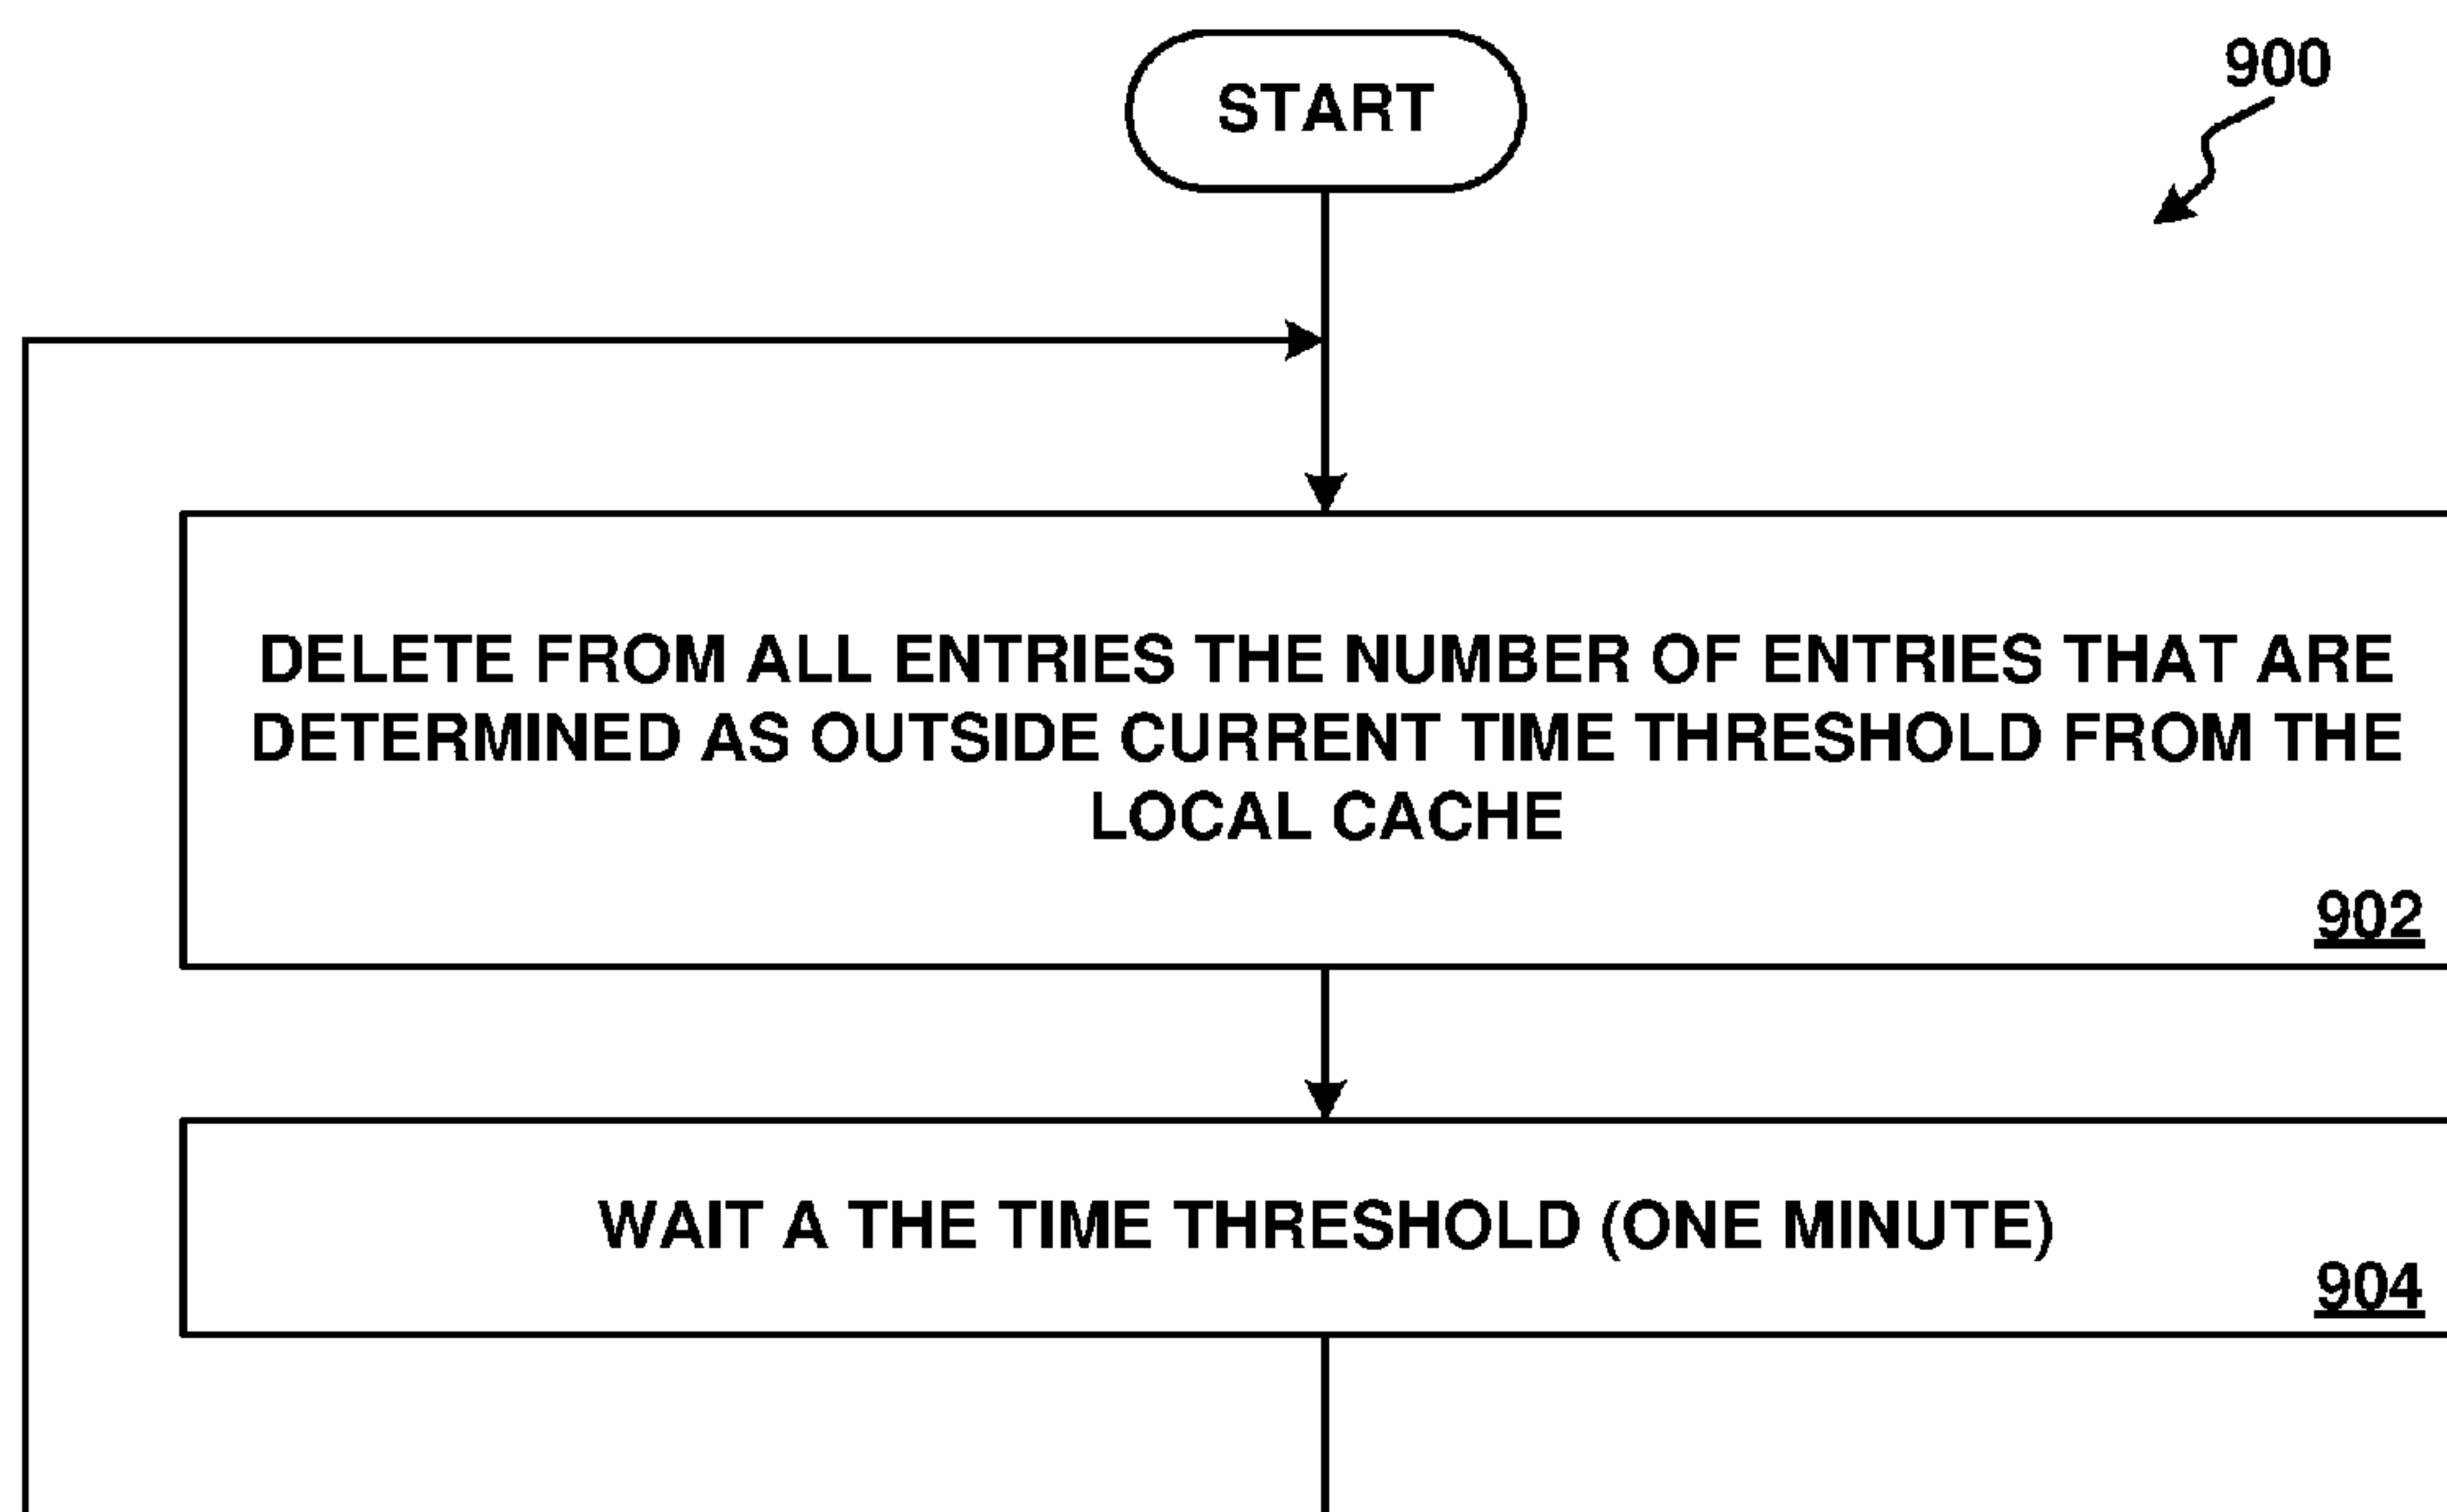 START
900
DELETE FROM ALL ENTRIES THE NUMBER OF ENTRIES THAT ARE
DETERMINED AS OUTSIDE CURRENT TIME THRESHOLD FROM THE
LOCAL CACHE
902
WAIT A THE TIME THRESHOLD (ONE MINUTE)
904